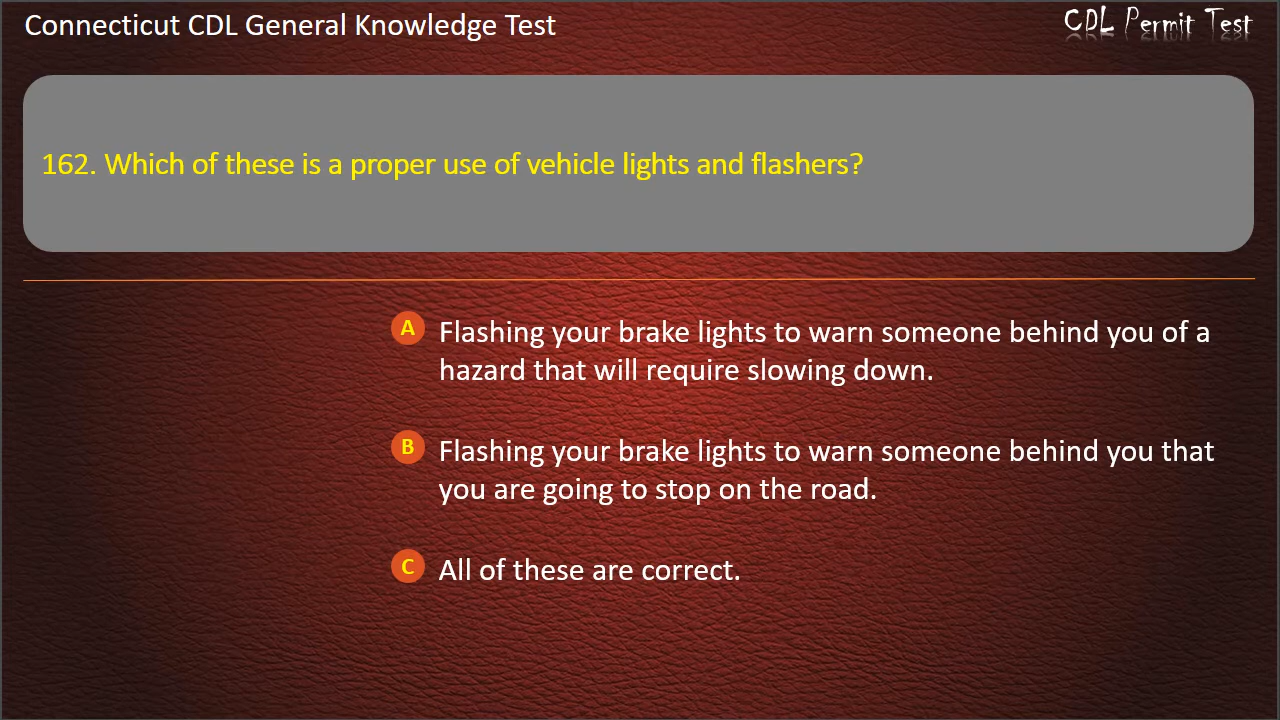 Connecticut CDL General Knowledge Test
CDL Permit Test
162. Which of these is a proper use of vehicle lights and flashers?
A Flashing your brake lights to warn someone behind you of a
hazard that will require slowing down.
B Flashing your brake lights to warn someone behind you that
you are going to stop on the road.
C All of these are correct.